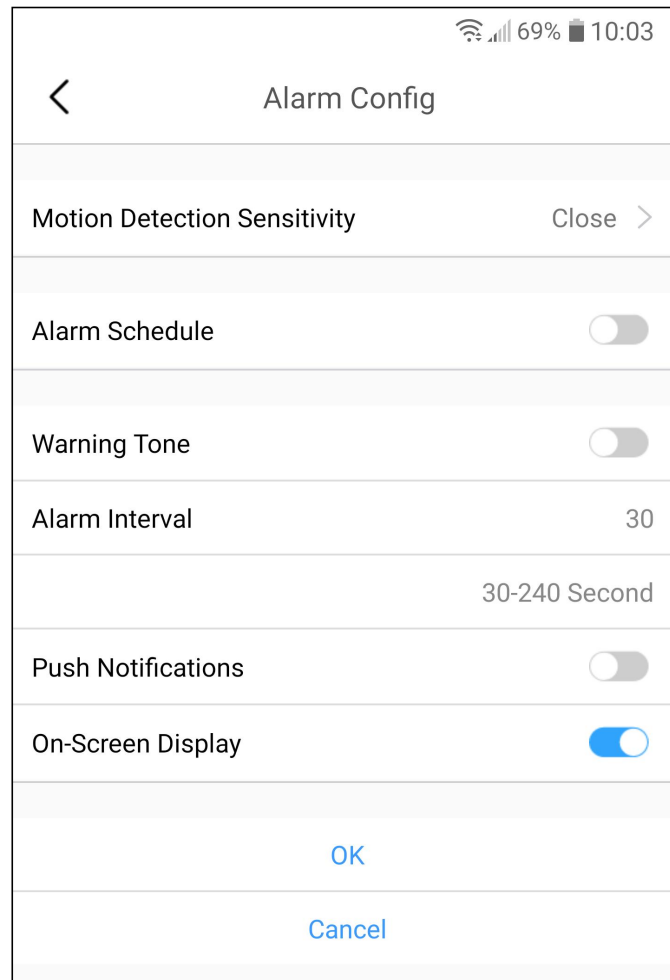 69% 10:03
Alarm Config
Motion Detection Sensitivity Close
Alarm Schedule
Warning Tone
Alarm Interval 30
30-240 Second
Push Notifications
On-Screen Display
OK
Cancel